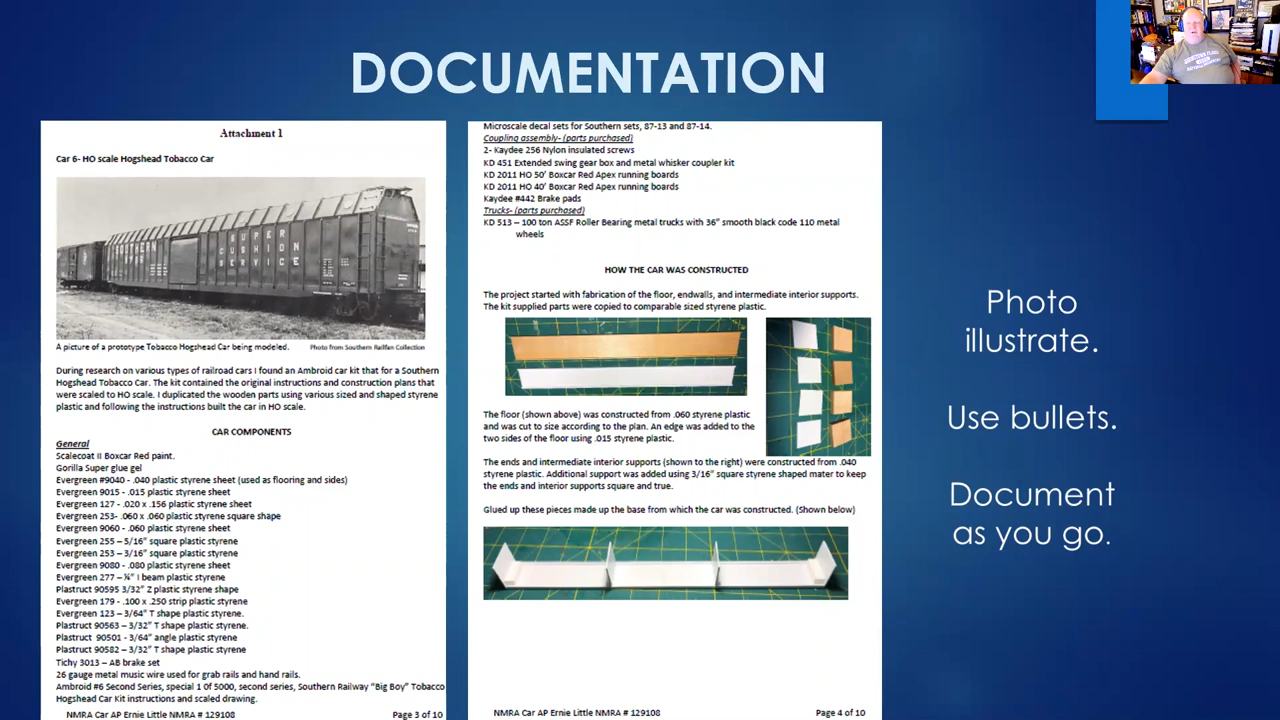 DOCUMENTATION
Attachment 1
Car 6- HO scale Hogshead Tobacco Car
SOUTHERN
SUPER
CUSHION
SERVICE
A picture of a prototype Tobacco Hogshead Car being modeled. Photo from Southern Railfan Collection
During research on various types of railroad cars I found an Ambroid car kit that for a Southern
Hogshead Tobacco Car. The kit contained the original instructions and construction plans that
were scaled to HO scale. I duplicated the wooden parts using various sized and shaped styrene
plastic and following the instructions built the car in HO scale.
CAR COMPONENTS
General
Scalecoat II Boxcar Red paint.
Gorilla Super glue gel
Evergreen #9040 - .040 plastic styrene sheet (used as flooring and sides)
Evergreen 9015 - .015 plastic styrene sheet
Evergreen 127 - .020 x .156 plastic styrene sheet
Evergreen 253- .060 x .060 plastic styrene square shape
Evergreen 9060 - .060 plastic styrene sheet
Evergreen 255 – 5/16" square plastic styrene
Evergreen 253 – 3/16" square plastic styrene
Evergreen 9080 - .080 plastic styrene sheet
Evergreen 277 – ¼" I beam plastic styrene
Plastruct 90595 3/32" Z plastic styrene shape
Evergreen 179 - .100 x .250 strip plastic styrene
Evergreen 123 – 3/64" T shape plastic styrene.
Plastruct 90563 – 3/32" T shape plastic styrene.
Plastruct 90501 - 3/64" angle plastic styrene
Plastruct 90582 – 3/32" T shape plastic styrene
Tichy 3013 – AB brake set
26 gauge metal music wire used for grab rails and hand rails.
Ambroid #6 Second Series, special 1 0f 5000, second series, Southern Railway "Big Boy" Tobacco
Hogshead Car Kit instructions and scaled drawing.
NMRA Car AP Ernie Little NMRA # 129108 Page 3 of 10
Microscale decal sets for Southern sets, 87-13 and 87-14.
Coupling assembly- (parts purchased)
2- Kaydee 256 Nylon insulated screws
KD 451 Extended swing gear box and metal whisker coupler kit
KD 2011 HO 50' Boxcar Red Apex running boards
KD 2011 HO 40' Boxcar Red Apex running boards
Kaydee #442 Brake pads
Trucks- (parts purchased)
KD 513 – 100 ton ASSF Roller Bearing metal trucks with 36" smooth black code 110 metal
wheels
HOW THE CAR WAS CONSTRUCTED
The project started with fabrication of the floor, endwalls, and intermediate interior supports.
The kit supplied parts were copied to comparable sized styrene plastic.
The floor (shown above) was constructed from .060 styrene plastic
and was cut to size according to the plan. An edge was added to the
two sides of the floor using .015 styrene plastic.
The ends and intermediate interior supports (shown to the right) were constructed from .040
styrene plastic. Additional support was added using 3/16" square styrene shaped mater to keep
the ends and interior supports square and true.
Glued up these pieces made up the base from which the car was constructed. (Shown below)
NMRA Car AP Ernie Little NMRA # 129108 Page 4 of 10
Photo
illustrate.
Use bullets.
Document
as you go.